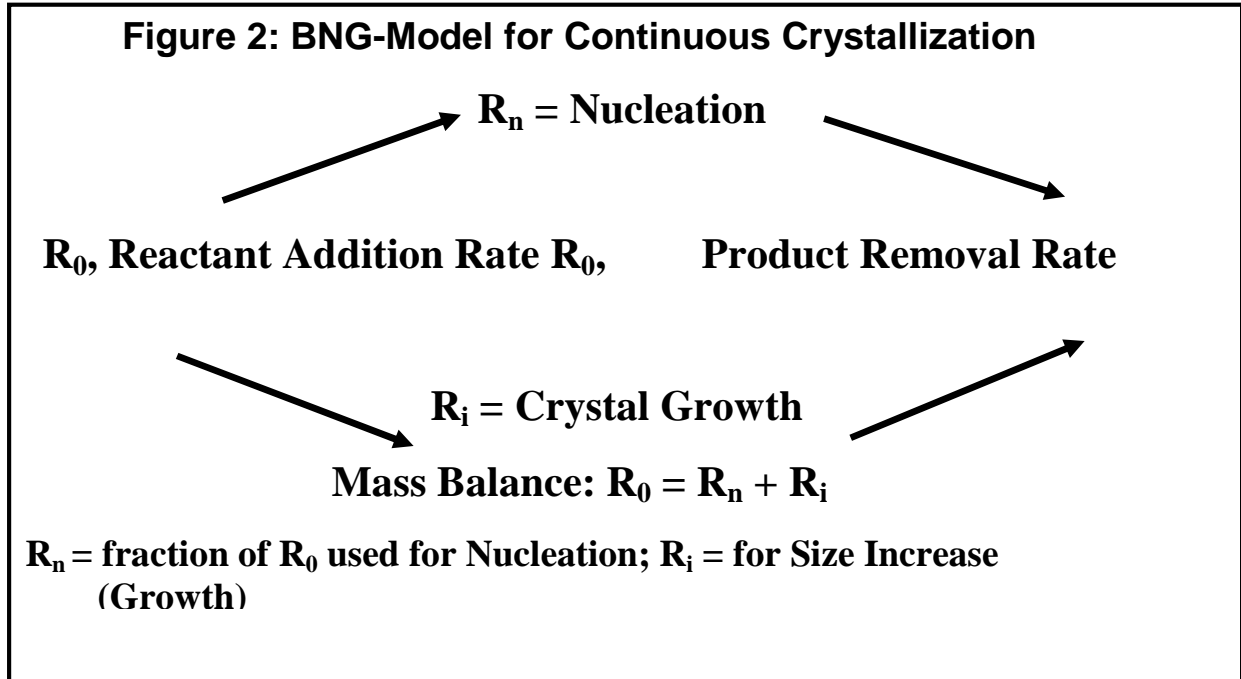 Figure 2: BNG-Model for Continuous Crystallization
Rₙ = Nucleation
R₀, Reactant Addition Rate R₀, Product Removal Rate
Rᵢ = Crystal Growth
Mass Balance: R₀ = Rₙ + Rᵢ
Rₙ = fraction of R₀ used for Nucleation; Rᵢ = for Size Increase
(Growth)